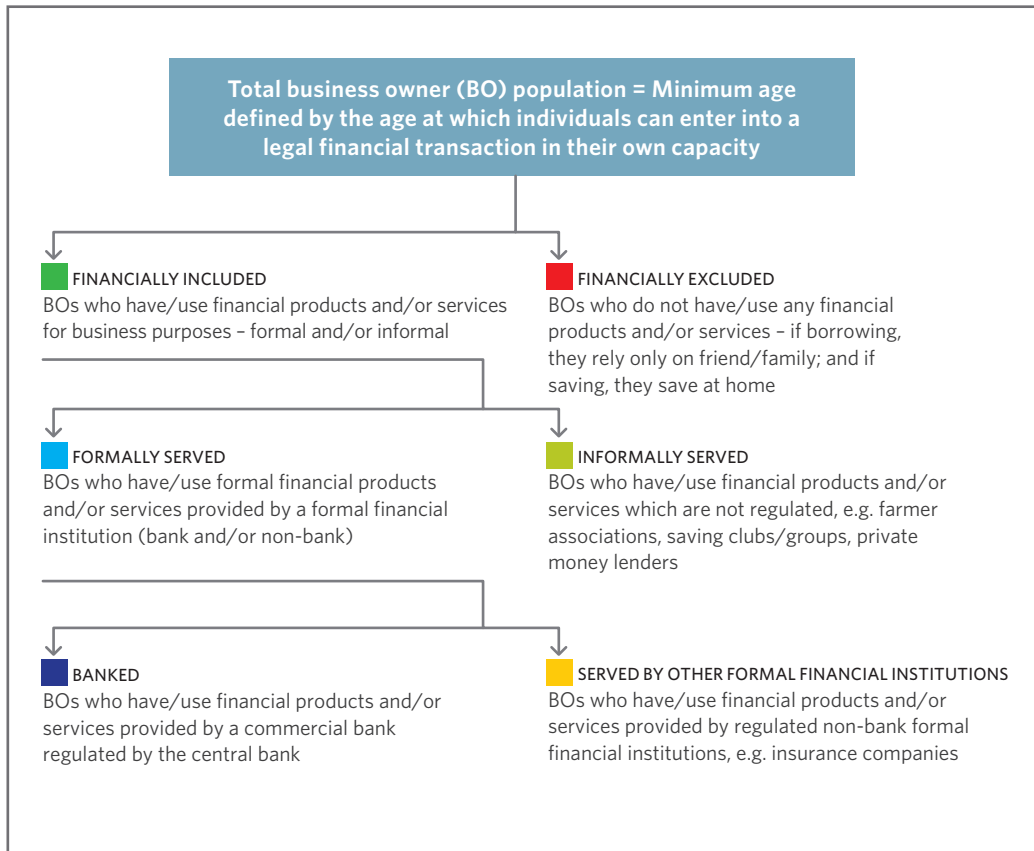 Total business owner (BO) population = Minimum age
defined by the age at which individuals can enter into a
legal financial transaction in their own capacity
FINANCIALLY INCLUDED
BOs who have/use financial products and/or services
for business purposes – formal and/or informal
FINANCIALLY EXCLUDED
BOs who do not have/use any financial
products and/or services – if borrowing,
they rely only on friend/family; and if
saving, they save at home
FORMALLY SERVED
BOs who have/use formal financial products
and/or services provided by a formal financial
institution (bank and/or non-bank)
INFORMALLY SERVED
BOs who have/use financial products and/or
services which are not regulated, e.g. farmer
associations, saving clubs/groups, private
money lenders
BANKED
BOs who have/use financial products and/or
services provided by a commercial bank
regulated by the central bank
SERVED BY OTHER FORMAL FINANCIAL INSTITUTIONS
BOs who have/use financial products and/or
services provided by regulated non-bank formal
financial institutions, e.g. insurance companies